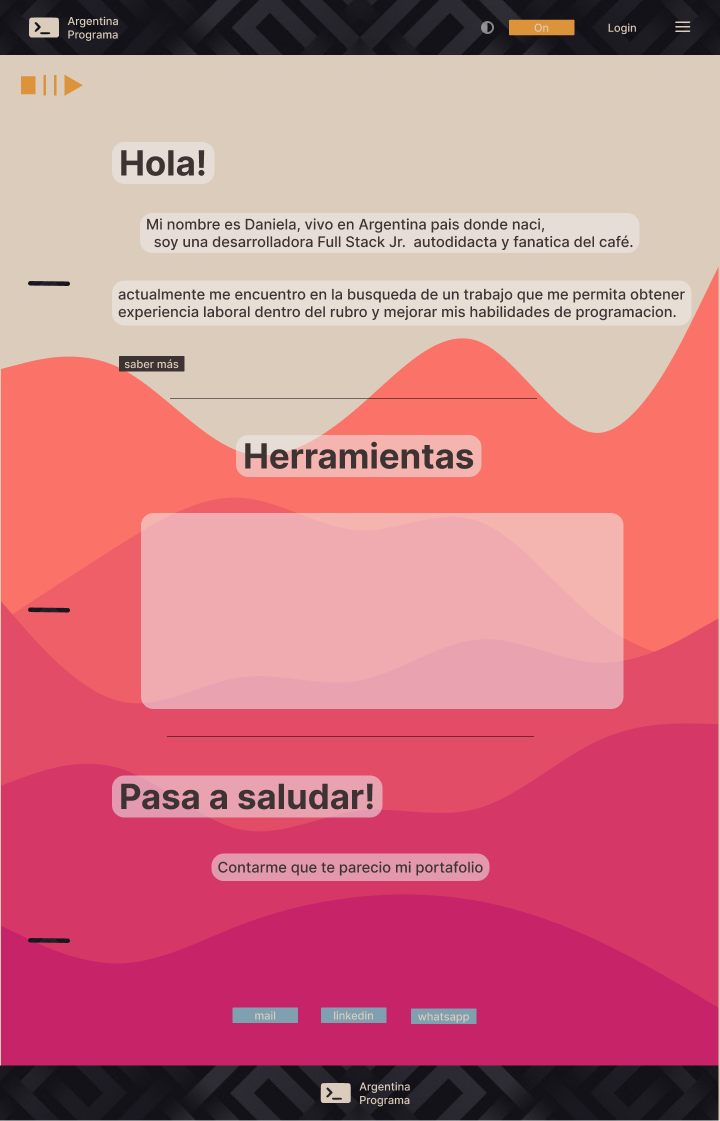 Argentina
Programa
On
Login
Hola!
Mi nombre es Daniela, vivo en Argentina pais donde naci,
soy una desarrolladora Full Stack Jr. autodidacta y fanatica del café.
actualmente me encuentro en la busqueda de un trabajo que me permita obtener
experiencia laboral dentro del rubro y mejorar mis habilidades de programacion.
saber más
Herramientas
Pasa a saludar!
Contarme que te parecio mi portafolio
mail
linkedin
whatsapp
Argentina
Programa